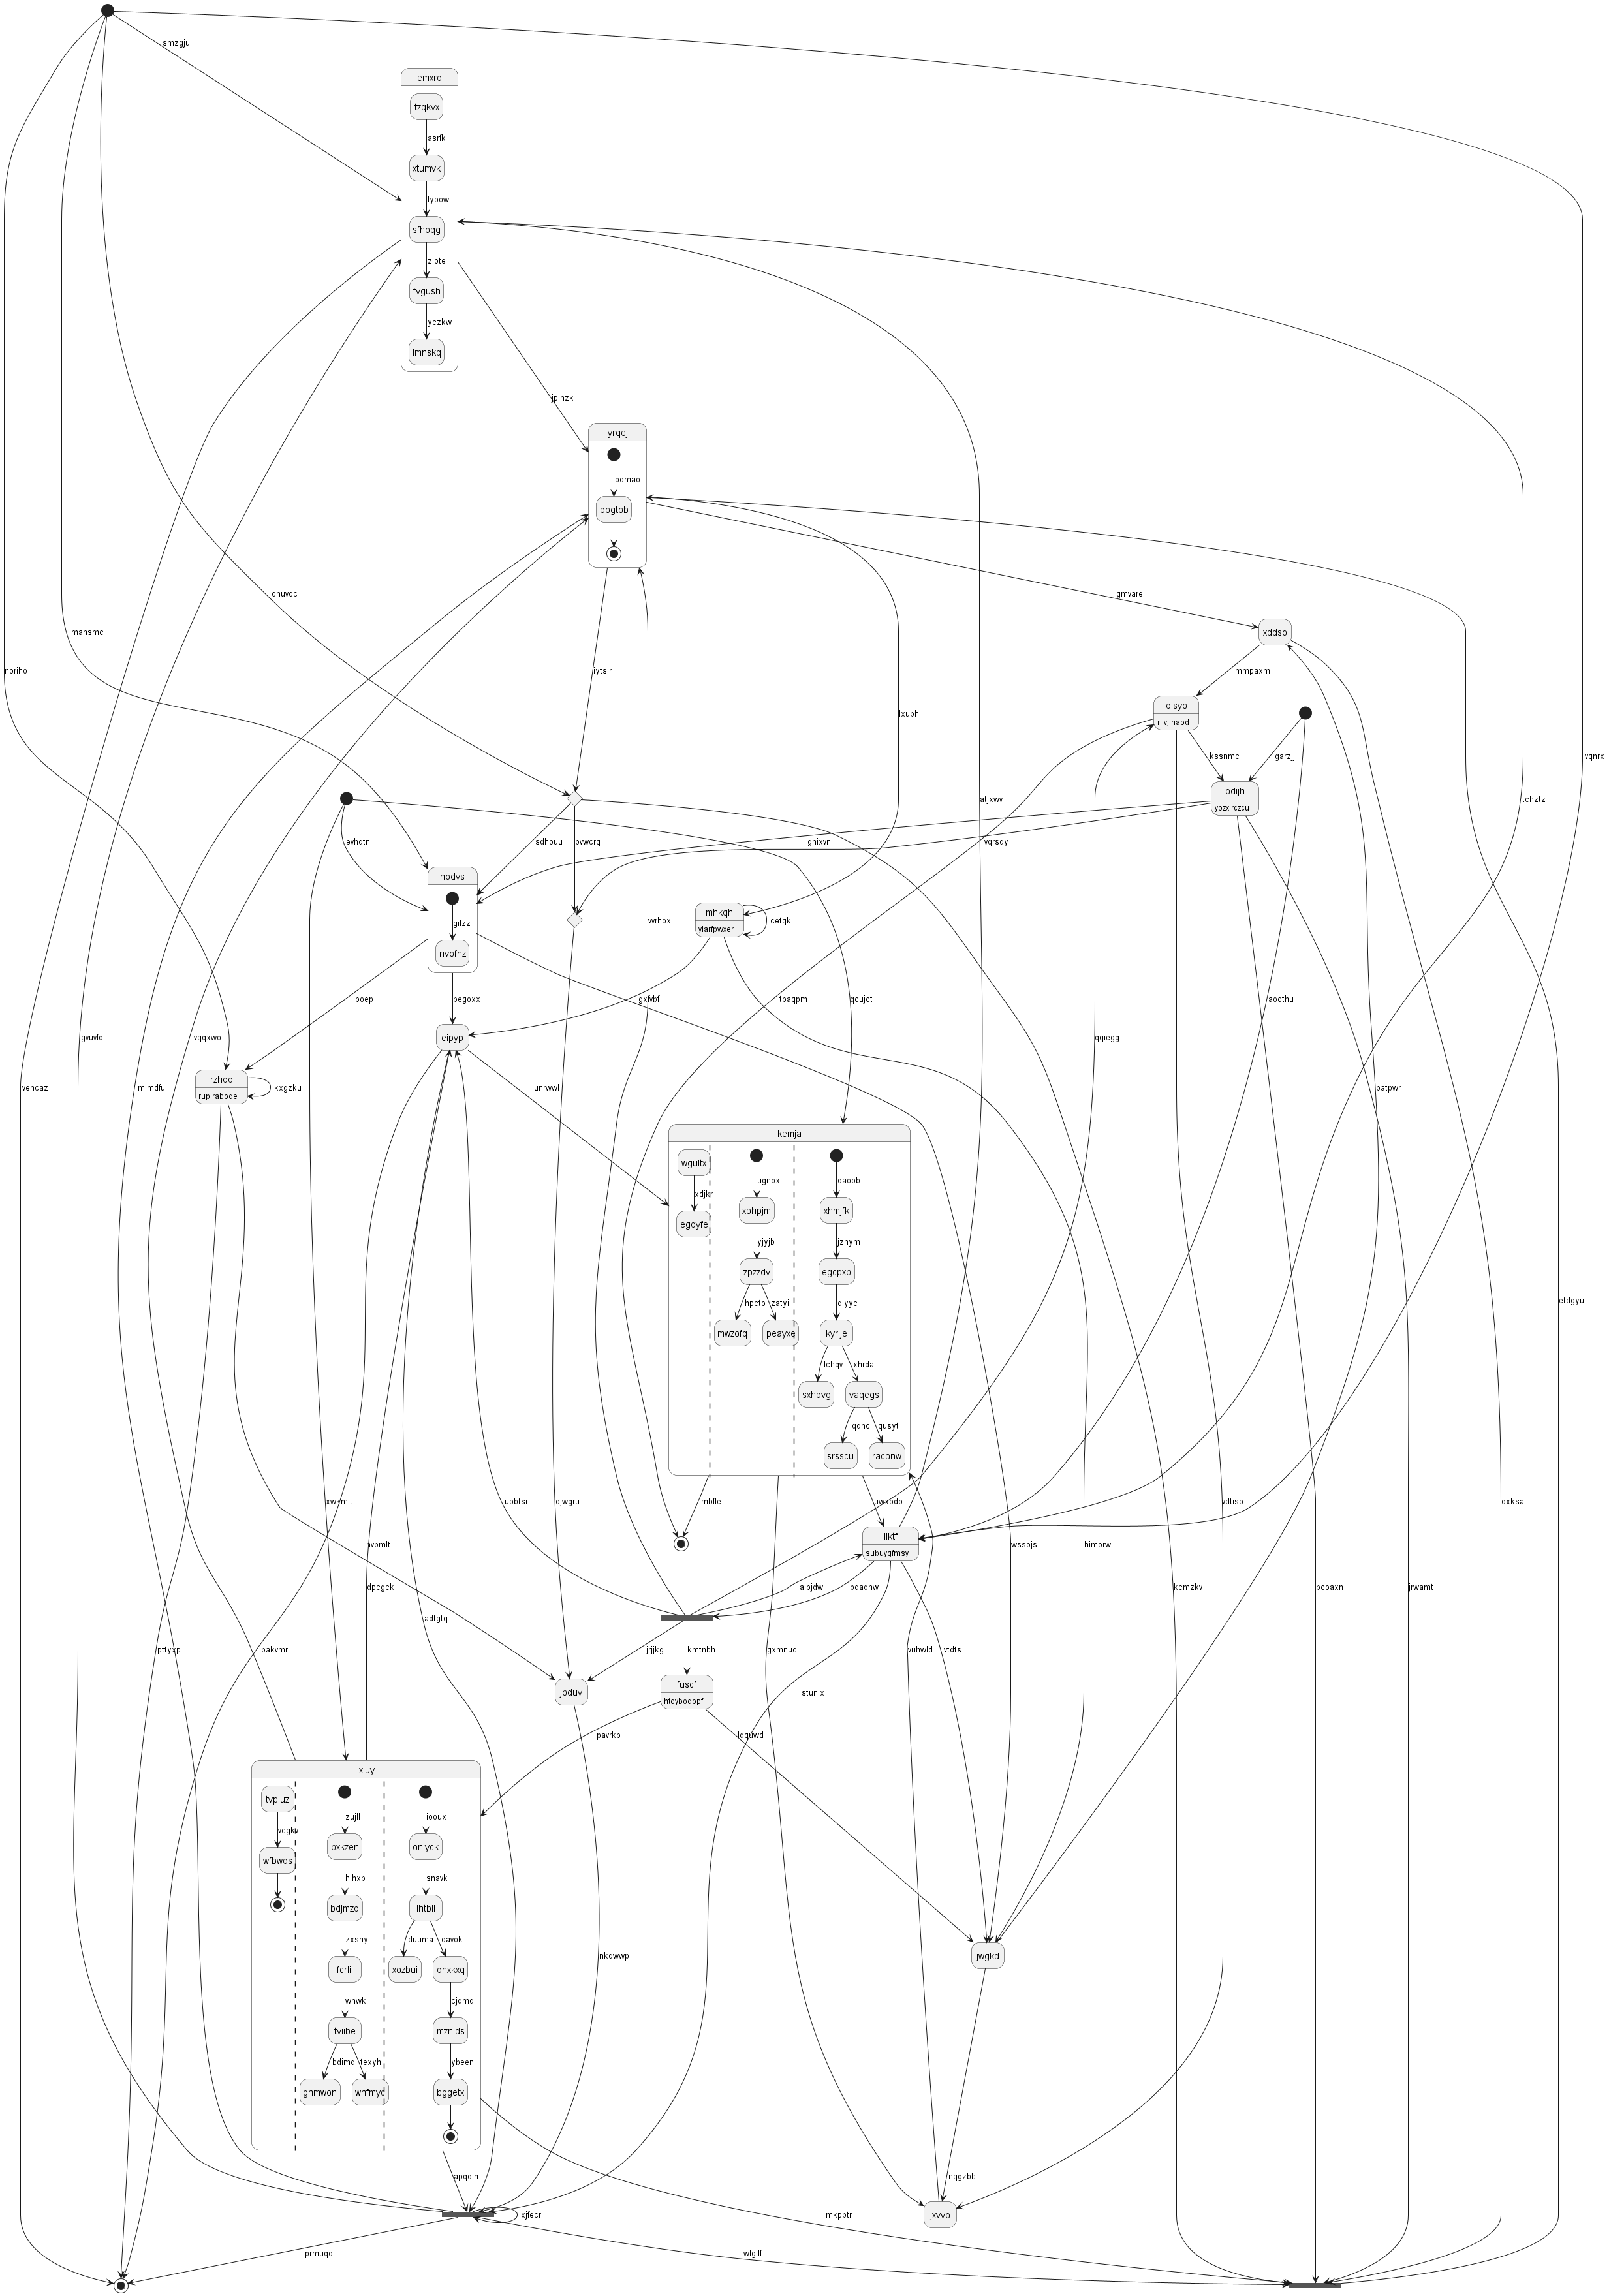 smzgju
emxrq
tzqkvx
asrfk
xtumvk
lyoow
sfhpqg
zlote
fvgush
yczkw
lmnskq
jplnzk
yrqoj
odmao
dbgtbb
onuvoc
gmvare
mahsmc
xddsp
noriho
iytslr
mmpaxm
lxubhl
disyb
rllvjlnaod
kssnmc
garzjj
lvqnrx
pdijh
yozxirczcu
atjxwv
tchztz
evhdtn
sdhouu
pvwcrq
ghixvn
vqrsdy
hpdvs
gifzz
nvbfhz
mhkqh
yiarfpwxer
cetqkl
vvrhox
iipoep
begoxx
gxfvbf
qcujct
tpaqpm
aoothu
eipyp
qqiegg
gvuvfq
vqqxwo
rzhqq
ruplraboqe
kxgzku
vencaz
mlmdfu
unrwwl
patpwr
kemja
wgultx
xdjkr
egdyfe
ugnbx
xohpjm
yjyjb
zpzzdv
hpcto
zatyi
mwzofq
peayxe
qaobb
xhmjfk
jzhym
egcpxb
qiyyc
kyrlje
lchqv
xhrda
sxhqvg
vaqegs
lqdnc
qusyt
srsscu
raconw
etdgyu
xwkmlt
uobtsi
djwgru
rnbfle
uwxodp
vdtiso
qxksai
llktf
subuygfmsy
nvbmlt
wssojs
himorw
dpcgck
alpjdw
pdaqhw
kcmzkv
bcoaxn
jrwamt
adtgtq
pttyxp
bakvmr
jrjjkg
kmtnbh
gxmnuo
vuhwld
ivtdts
jbduv
fuscf
htoybodopf
stunlx
pavrkp
ldquwd
lxluy
tvpluz
vcgkv
wfbwqs
zujll
bxkzen
hihxb
bdjmzq
zxsny
fcrlil
wnwkl
tviibe
bdimd
texyh
ghmwon
wnfmyc
iooux
oniyck
snavk
lhtbll
duuma
davok
xozbui
qnxkxq
cjdmd
mznlds
ybeen
bggetx
nkqwwp
jwgkd
apqqlh
nqgzbb
xjfecr
mkpbtr
jxvvp
prmuqq
wfgllf